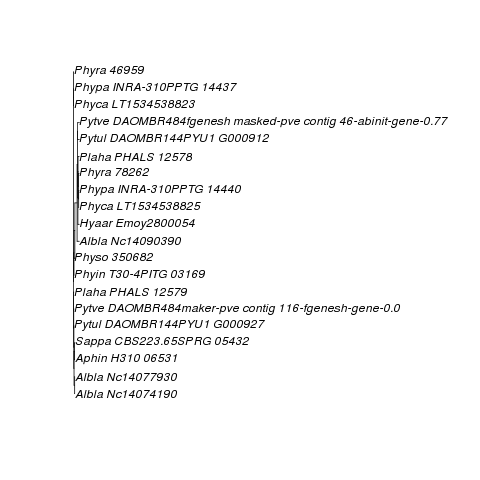 Phyra 46959
Phypa INRA-310PPTG 14437
Phyca LT1534538823
Pytve DAOMBR484fgenesh masked-pve contig 46-abinit-gene-0.77
Pytul DAOMBR144PYU1 G000912
Plaha PHALS 12578
Phyra 78262
Phypa INRA-310PPTG 14440
Phyca LT1534538825
Hyaar Emoy2800054
Albla Nc14090390
Physo 350682
Phyin T30-4PITG 03169
Plaha PHALS 12579
Pytve DAOMBR484maker-pve contig 116-fgenesh-gene-0.0
Pytul DAOMBR144PYU1 G000927
Sappa CBS223.65SPRG 05432
Aphin H310 06531
Albla Nc14077930
Albla Nc14074190